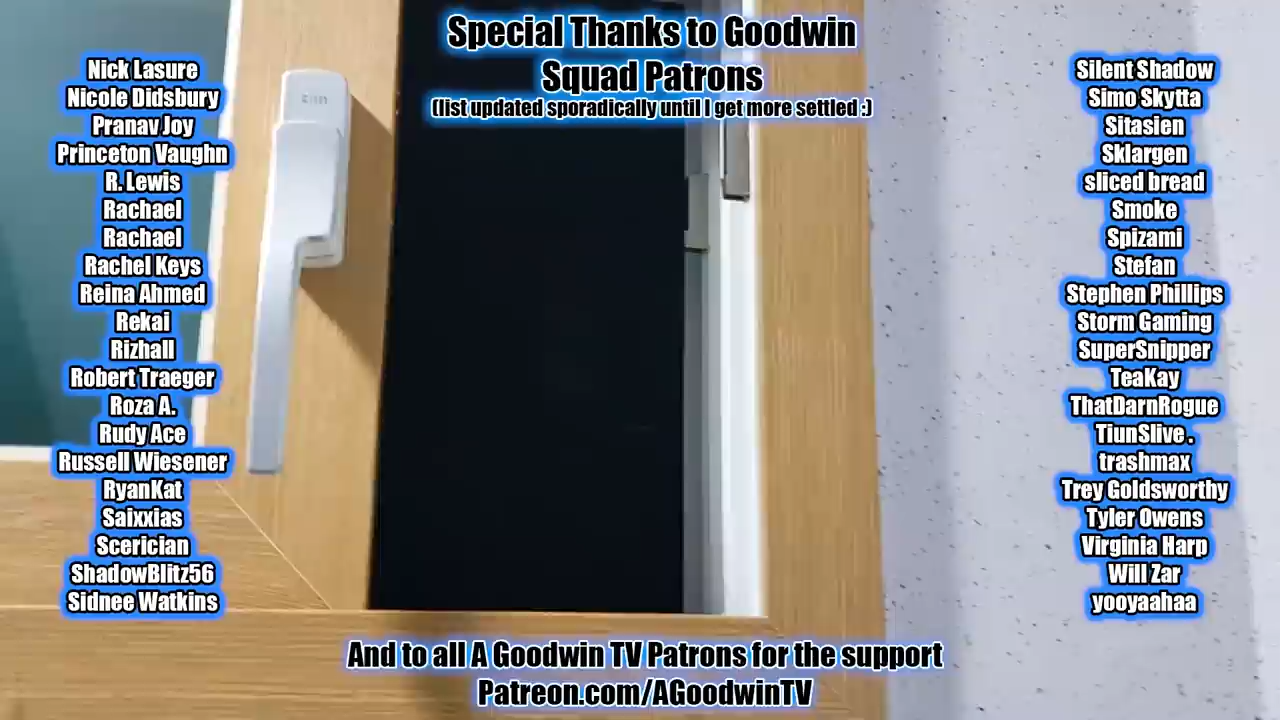 Special Thanks to Goodwin
Squad Patrons
(list updated sporadically until I get more settled :)
Nick Lasure
Nicole Didsbury
Pranav Joy
Princeton Vaughn
R. Lewis
Rachael
Rachael
Rachel Keys
Reina Ahmed
Rekai
Rizhall
Robert Traeger
Roza A.
Rudy Ace
Russell Wiesener
RyanKat
Saixxias
Scerician
ShadowBlitz56
Sidnee Watkins
Silent Shadow
Simo Skytta
Sitasien
Sklargen
sliced bread
Smoke
Spizami
Stefan
Stephen Phillips
Storm Gaming
SuperSnipper
TeaKay
ThatDarnRogue
TiunSlive .
trashmax
Trey Goldsworthy
Tyler Owens
Virginia Harp
Will Zar
yooyaahaa
And to all A Goodwin TV Patrons for the support
Patreon.com/AGoodwinTV